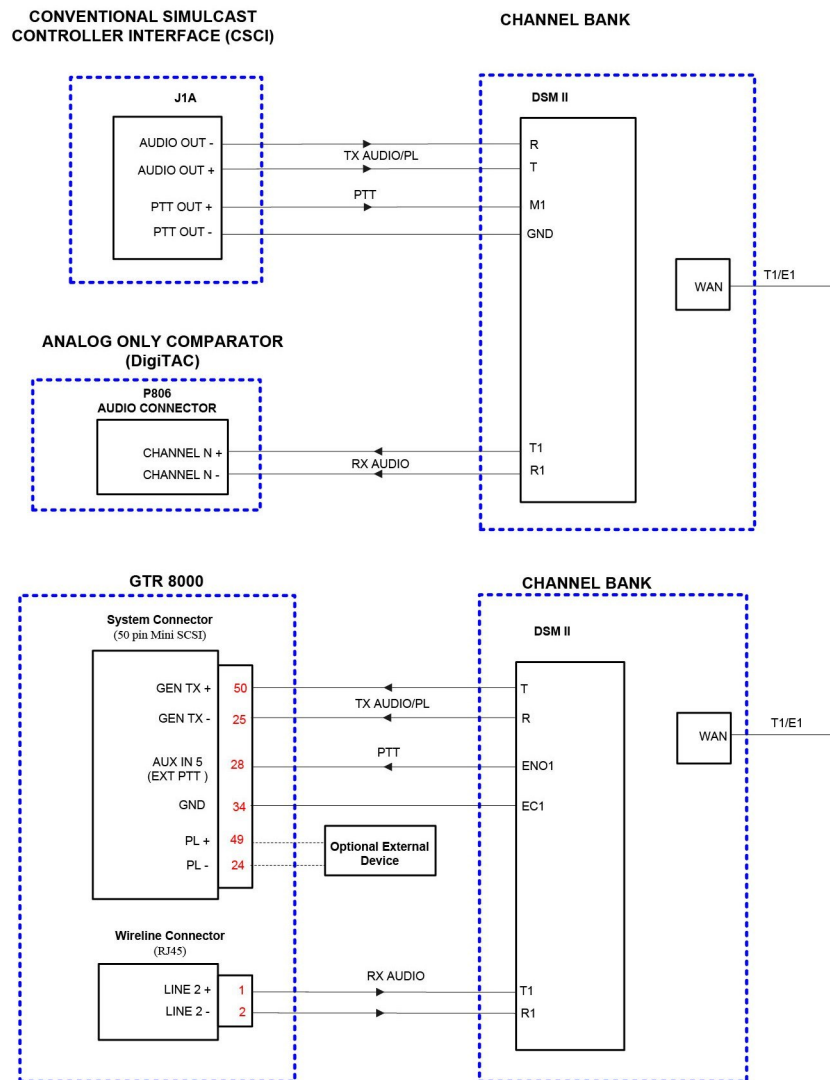 CONVENTIONAL SIMULCAST
CONTROLLER INTERFACE (CSCI)
CHANNEL BANK
J1A
DSM II
AUDIO OUT -
R
TX AUDIO/PL
AUDIO OUT +
T
PTT
PTT OUT +
M1
PTT OUT -
GND
T1/E1
WAN
ANALOG ONLY COMPARATOR
(DigiTAC)
P806
AUDIO CONNECTOR
CHANNEL N +
T1
RX AUDIO
CHANNEL N -
R1
GTR 8000
CHANNEL BANK
System Connector
(50 pin Mini SCSI)
DSM II
GEN TX +
50
T
TX AUDIO/PL
GEN TX -
25
R
T1/E1
WAN
PTT
AUX IN 5
(EXT PTT )
28
ENO1
GND
34
EC1
PL +
49
PL -
24
Optional External
Device
Wireline Connector
(RJ45)
RX AUDIO
LINE 2 +
1
T1
LINE 2 -
2
R1